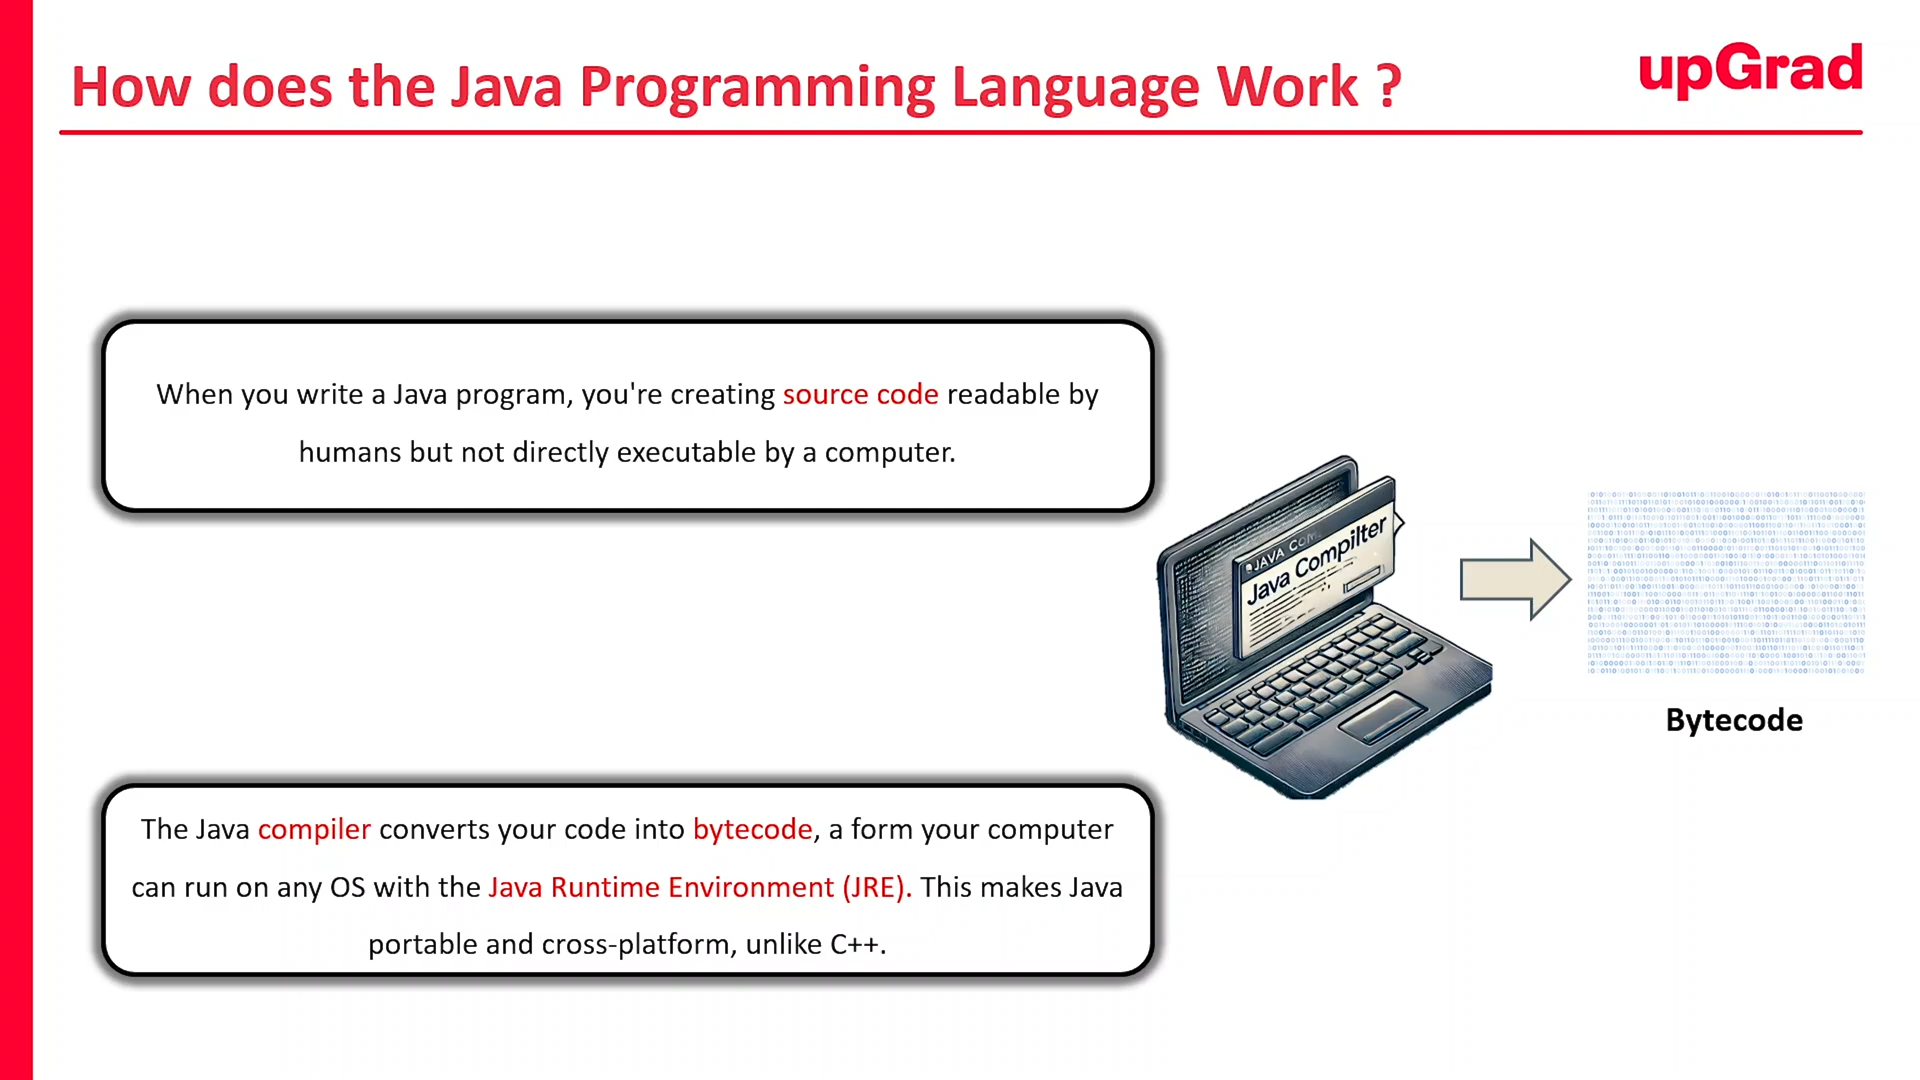 How does the Java Programming Language Work ?
upGrad
When you write a Java program, you're creating source code readable by
humans but not directly executable by a computer.
JAVA COM
Java Compilter
Bytecode
The Java compiler converts your code into bytecode, a form your computer
can run on any OS with the Java Runtime Environment (JRE). This makes Java
portable and cross-platform, unlike C++.